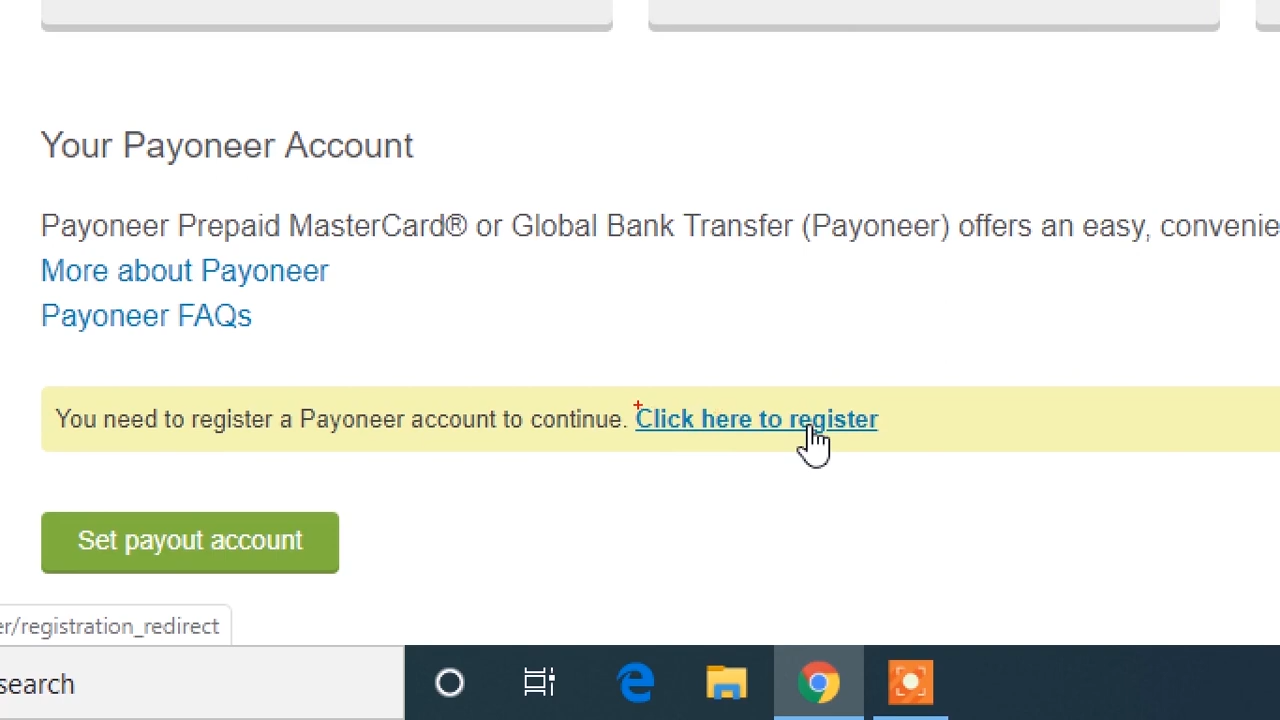 Your Payoneer Account
Payoneer Prepaid MasterCard® or Global Bank Transfer (Payoneer) offers an easy, convenie
More about Payoneer
Payoneer FAQs
You need to register a Payoneer account to continue. Click here to register
Set payout account
er/registration_redirect
search